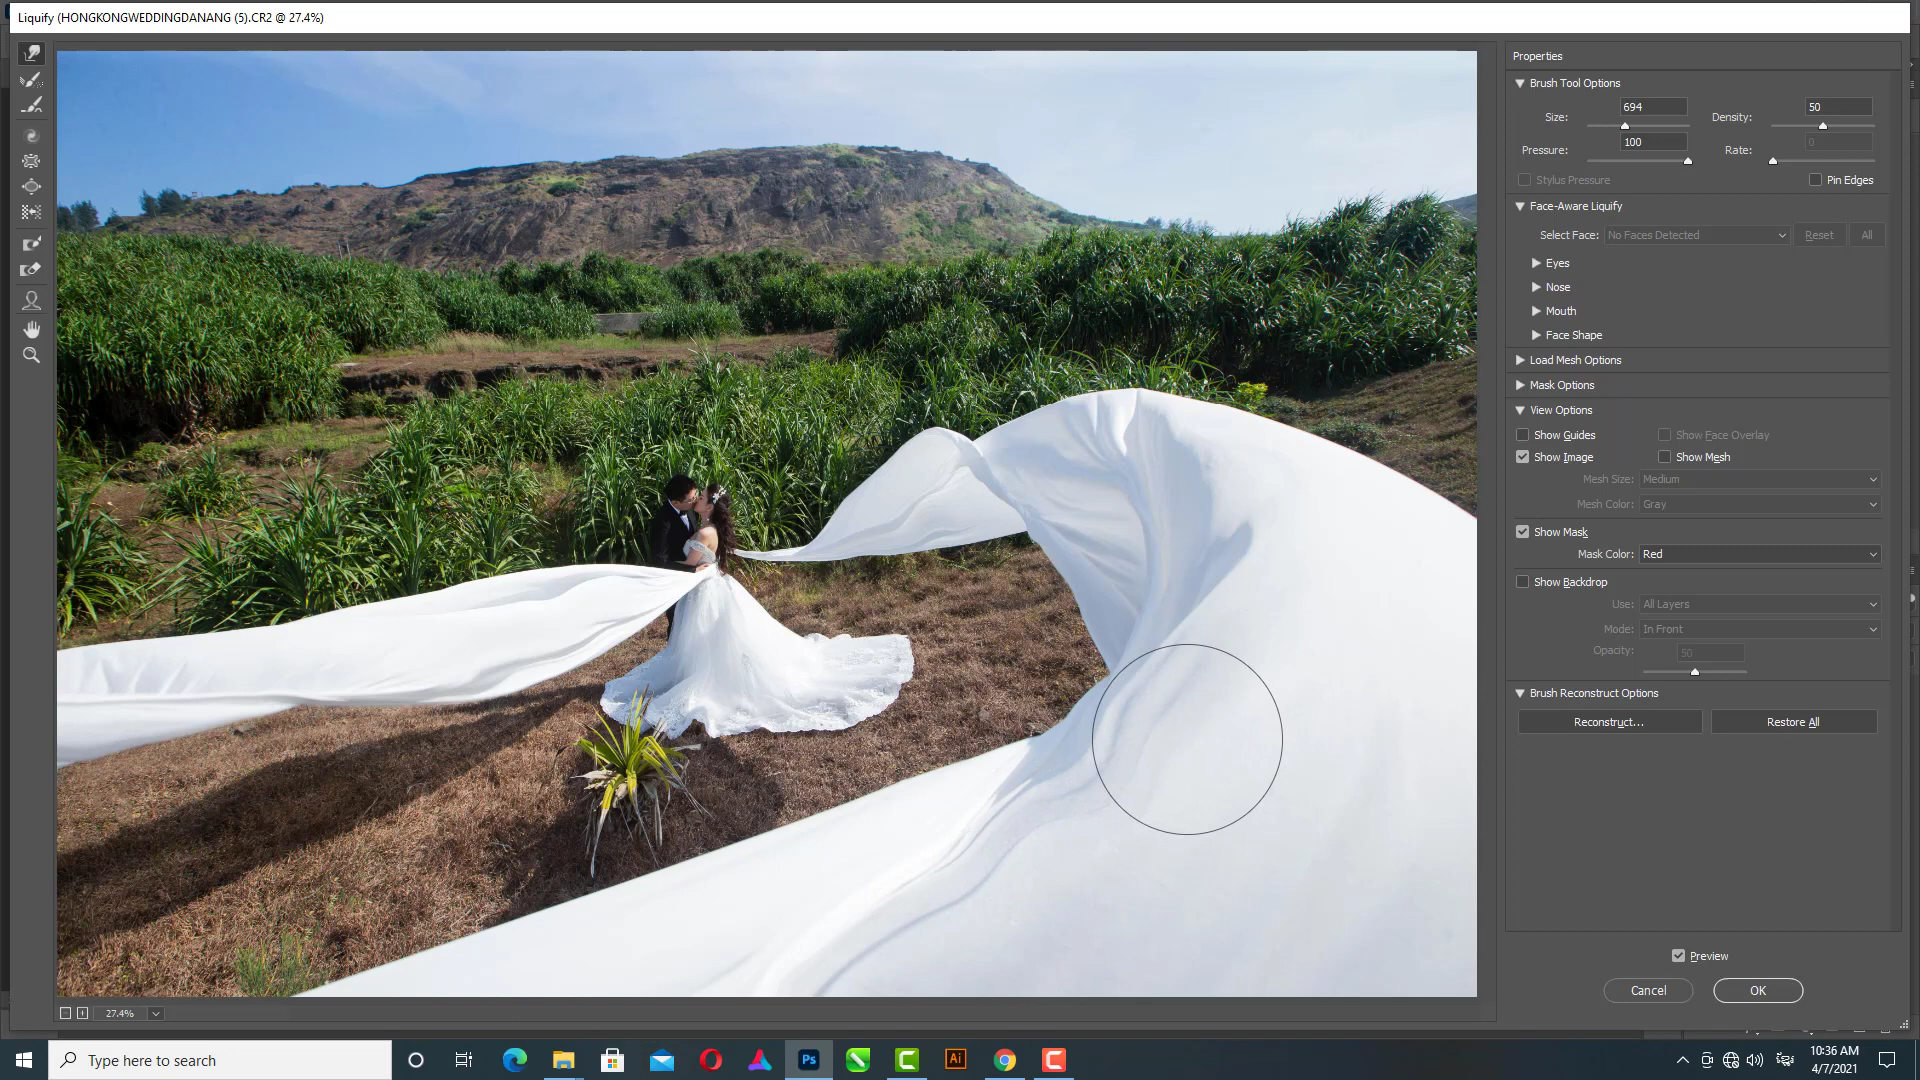 Liquify (HONGKONGWEDDINGDANANG (5).CR2 @ 27.4%)
Properties
Brush Tool Options
Size: 694 Density: 50
Pressure: 100 Rate: 0
Stylus Pressure Pin Edges
Face-Aware Liquify
Select Face: No Faces Detected Reset All
Eyes
Nose
Mouth
Face Shape
Load Mesh Options
Mask Options
View Options
Show Guides Show Face Overlay
Show Image Show Mesh
Mesh Size: Medium
Mesh Color: Gray
Show Mask
Mask Color: Red
Show Backdrop
Use: All Layers
Mode: In Front
Opacity: 50
Brush Reconstruct Options
Reconstruct... Restore All
Preview
Cancel OK
27.4%
Type here to search
Ps
Ai
10:36 AM
4/7/2021